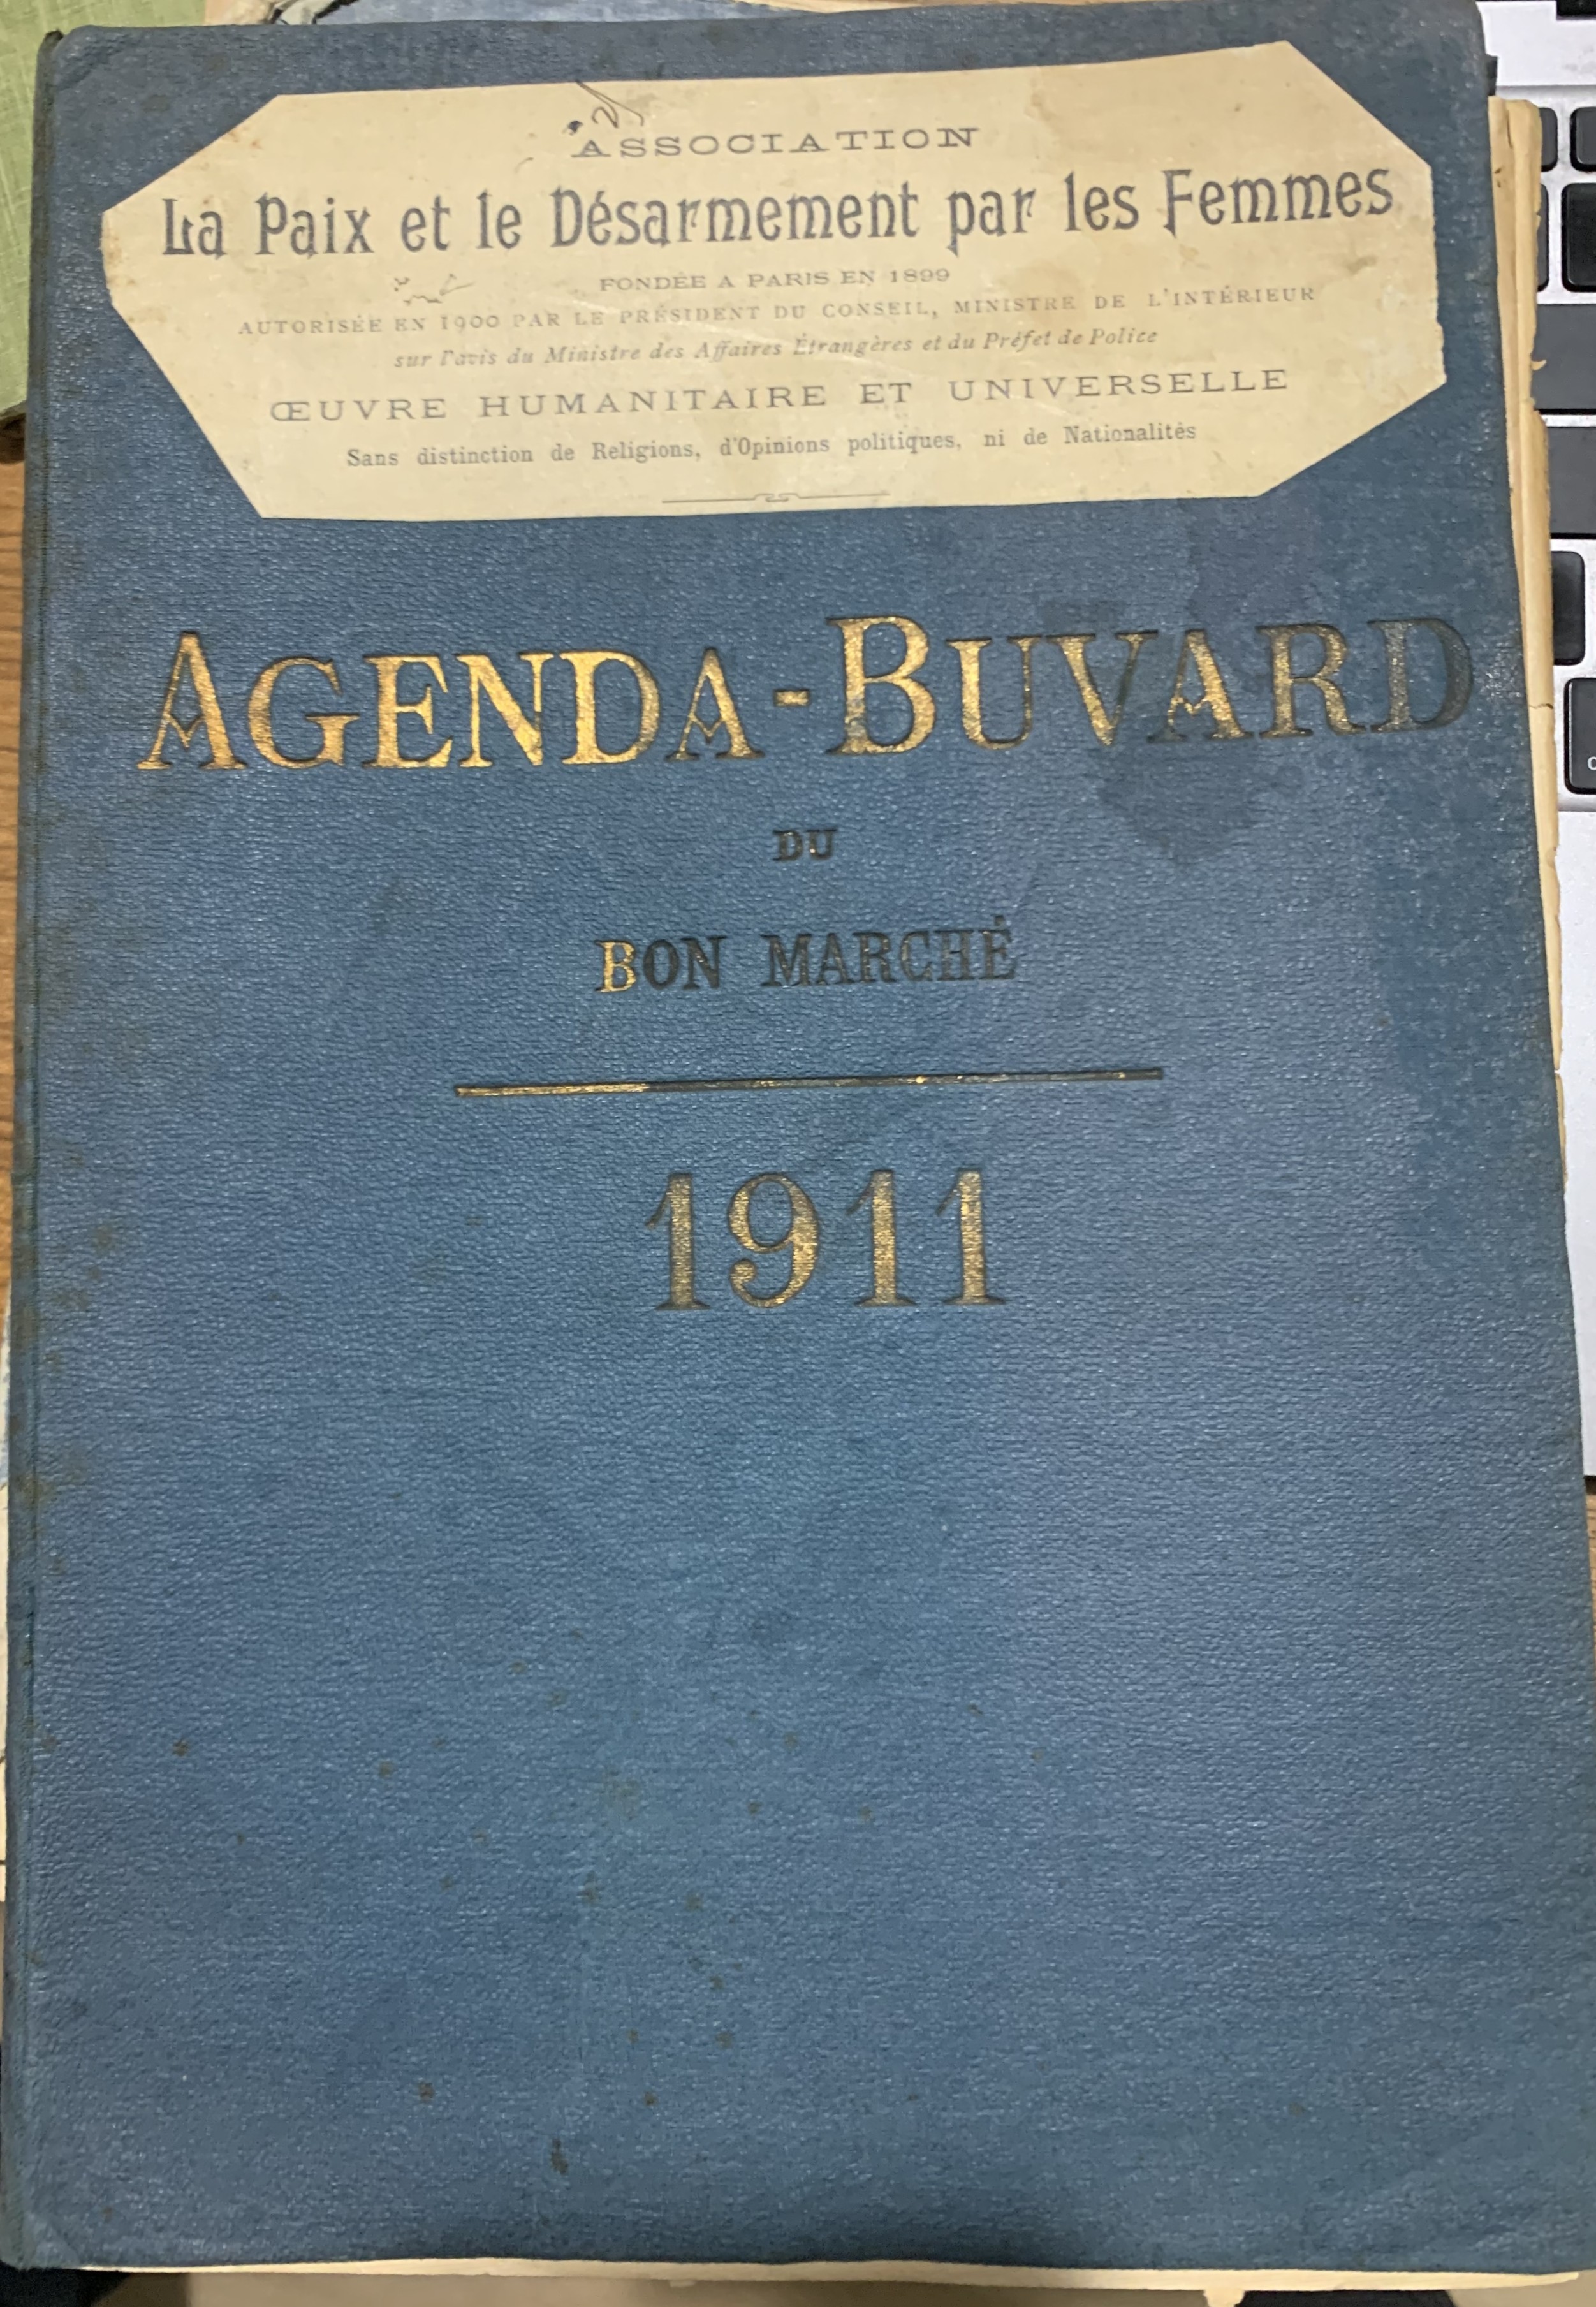 ASSOCIATION
La Paix et le Désarmement par les Femmes
FONDÉE A PARIS EN 1899
AUTORISÉE EN 1900 PAR LE PRÉSIDENT DU CONSEIL, MINISTRE DE L'INTÉRIEUR
sur l'avis du Ministre des Affaires Étrangères et du Préfet de Police
ŒUVRE HUMANITAIRE ET UNIVERSELLE
Sans distinction de Religions, d'Opinions politiques, ni de Nationalités
AGENDA-BUVARD
DU
BON MARCHÉ
1911